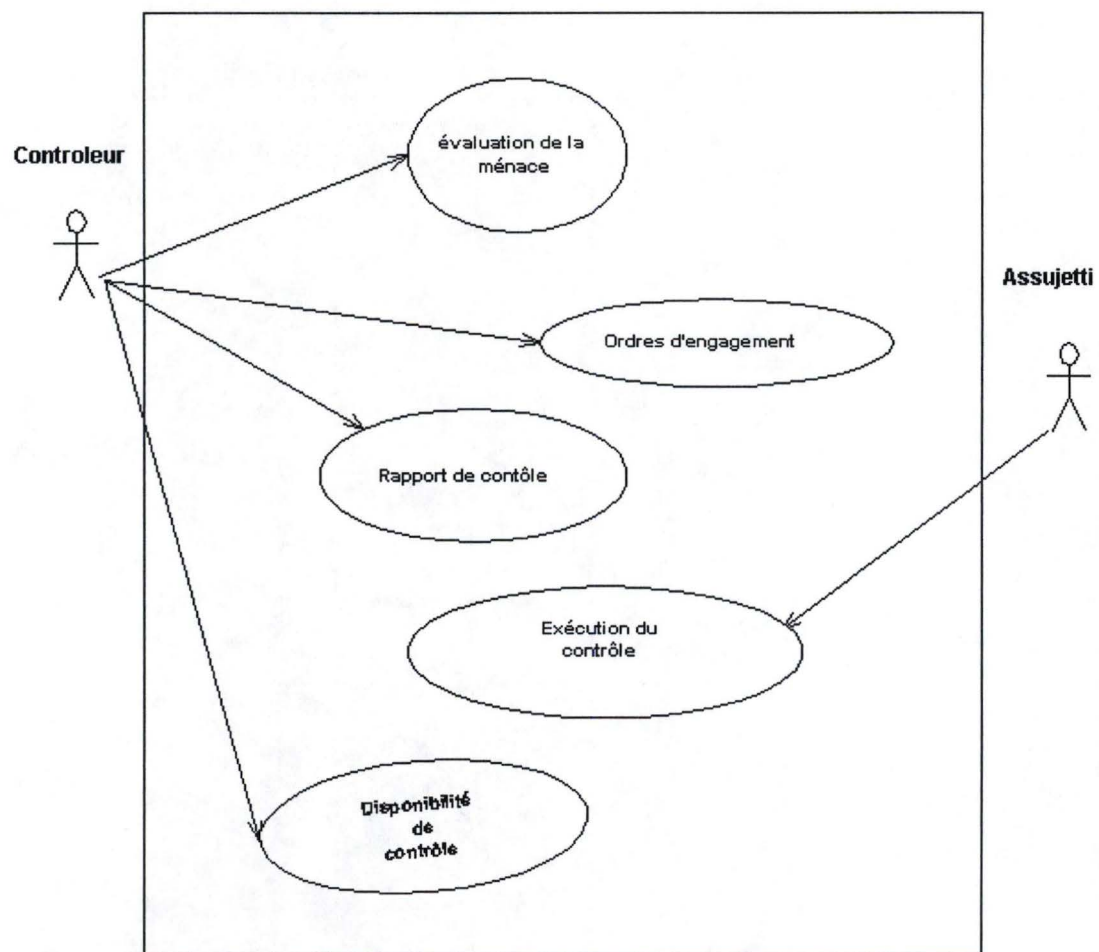 Controleur
évaluation de la
ménace
Assujetti
Ordres d'engagement
Rapport de contôle
Exécution du
contrôle
Disponibilité
de
contrôle